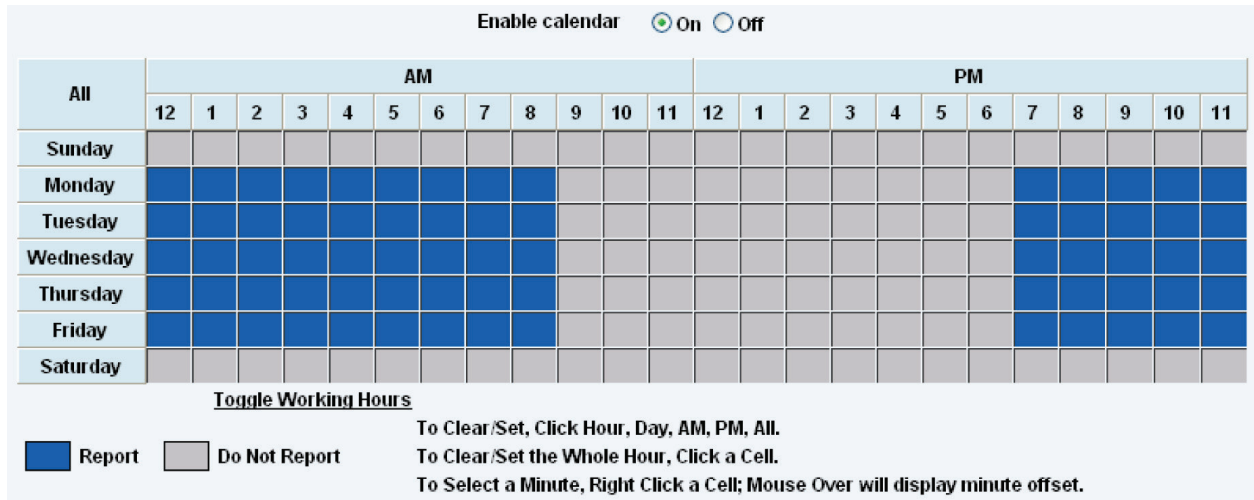 Enable calendar On Off
All AM PM
12 1 2 3 4 5 6 7 8 9 10 11 12 1 2 3 4 5 6 7 8 9 10 11
Sunday
Monday
Tuesday
Wednesday
Thursday
Friday
Saturday
Toggle Working Hours
To Clear/Set, Click Hour, Day, AM, PM, All.
Report Do Not Report To Clear/Set the Whole Hour, Click a Cell.
To Select a Minute, Right Click a Cell; Mouse Over will display minute offset.